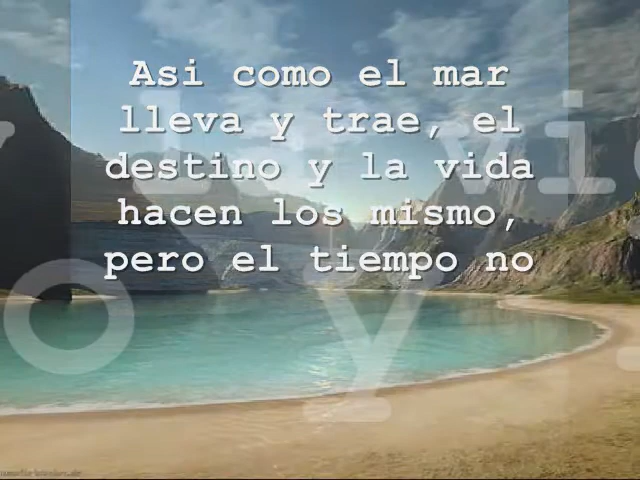 Asi como el mar
lleva y trae, el
destino y la vida
hacen los mismo,
pero el tiempo no